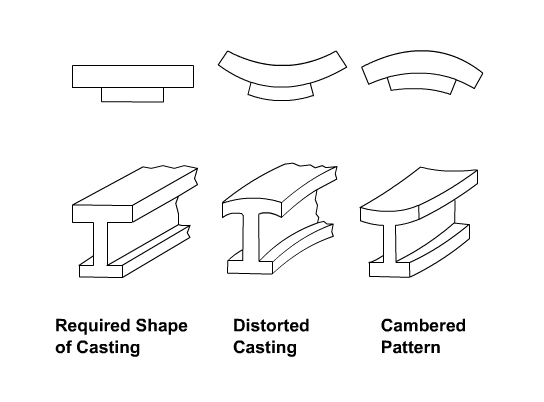 Required Shape
of Casting
Distorted
Casting
Cambered
Pattern